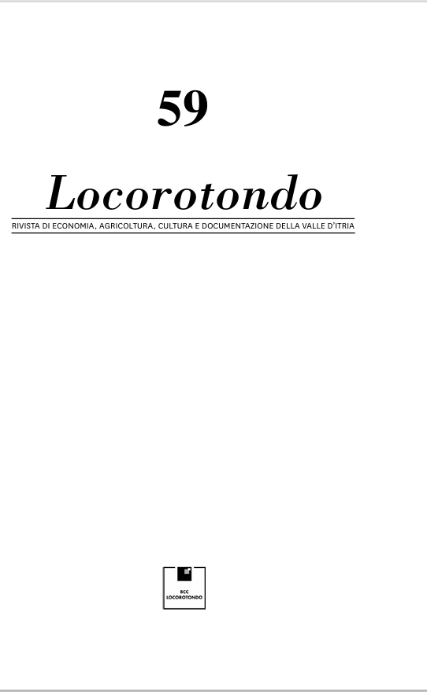 59
Locorotondo
RIVISTA DI ECONOMIA, AGRICOLTURA, CULTURA E DOCUMENTAZIONE DELLA VALLE D'ITRIA
BCC
LOCOROTONDO